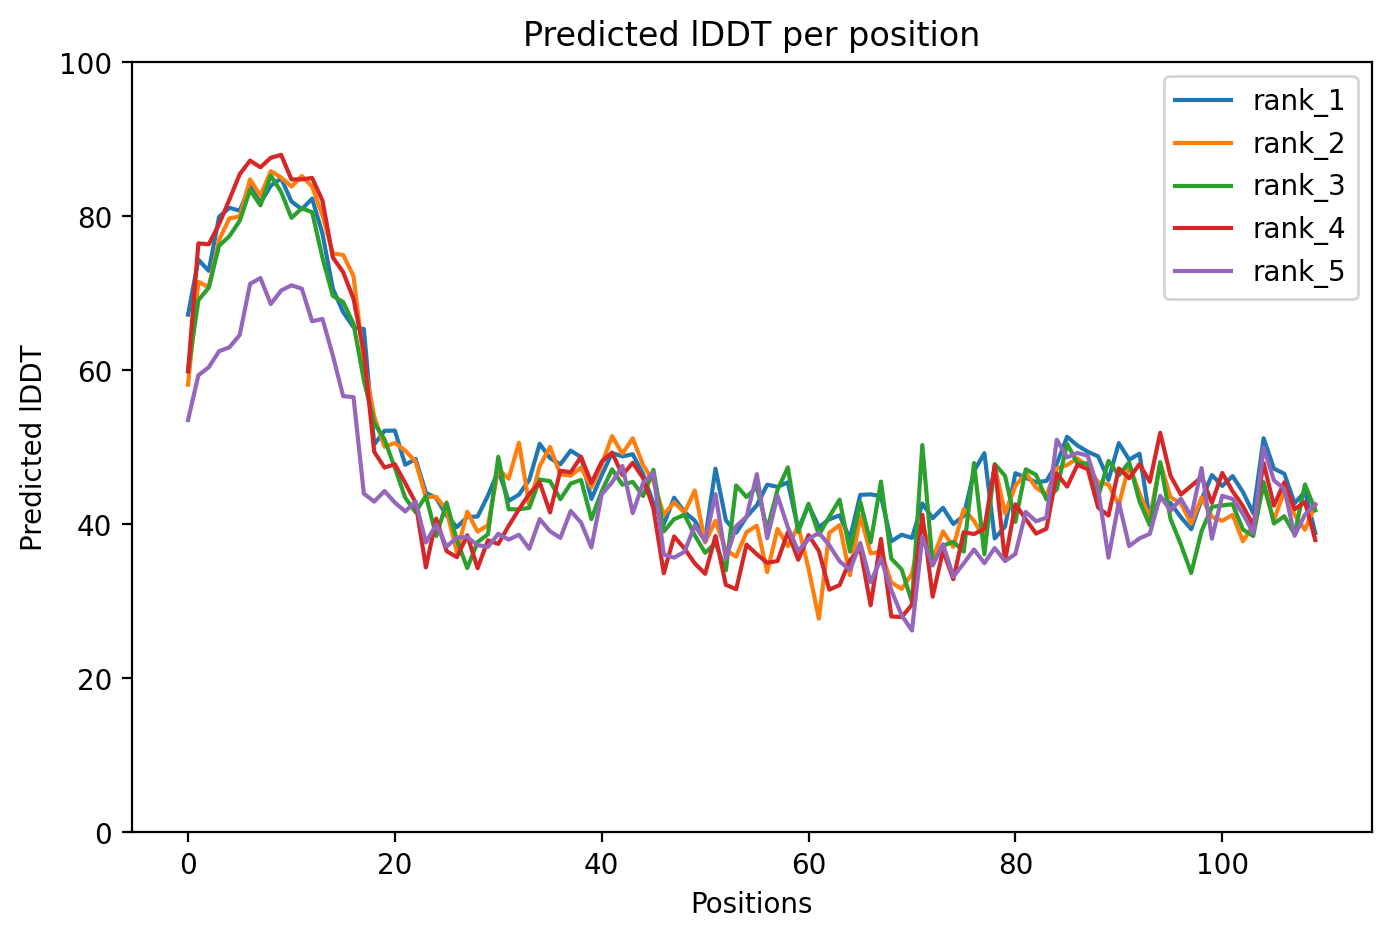 Predicted lDDT per position
100
80
60
40
20
0
Predicted lDDT
0 20 40 60 80 100
Positions
rank_1
rank_2
rank_3
rank_4
rank_5